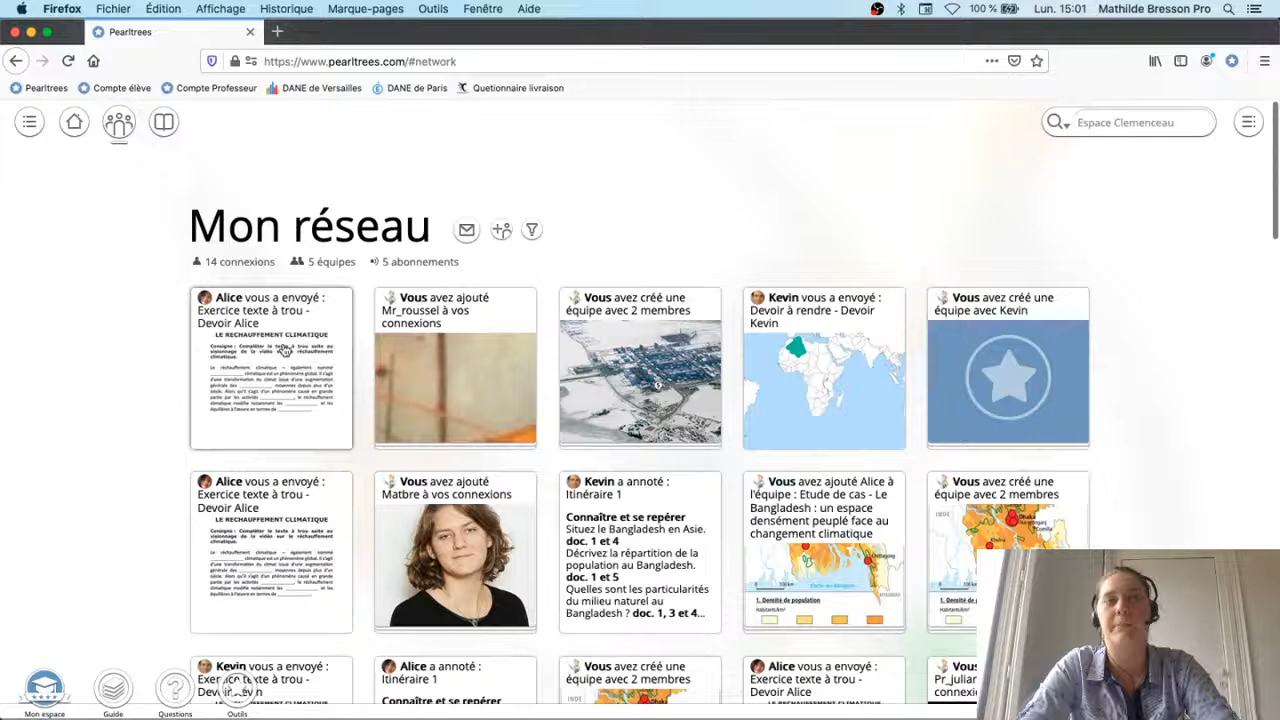 Firefox Fichier Édition Affichage Historique Marque-pages Outils Fenêtre Aide 100 % Lun. 15:01 Mathilde Bresson Pro
Pearltrees
https://www.pearltrees.com/#network
Pearltrees Compte élève Compte Professeur DANE de Versailles DANE de Paris Quetionnaire livraison
Espace Clemenceau
Mon réseau
14 connexions 5 équipes 5 abonnements
Alice vous a envoyé :
Exercice texte à trou -
Devoir Alice
LE RECHAUFFEMENT CLIMATIQUE
Vous avez ajouté
Mr_roussel à vos
connexions
Vous avez créé une
équipe avec 2 membres
Kevin vous a envoyé :
Devoir à rendre - Devoir
Kevin
Vous avez créé une
équipe avec Kevin
Alice vous a envoyé :
Exercice texte à trou -
Devoir Alice
LE RECHAUFFEMENT CLIMATIQUE
Vous avez ajouté
Matbre à vos connexions
Kevin a annoté :
Itinéraire 1
Connaître et se repérer
Situez le Bangladesh en Asie.
doc. 1 et 4
Décrivez la répartition de la
population au Bangladesh.
doc. 1 et 5
Quelles sont les particularités
du milieu naturel au
Bangladesh ? doc. 1, 3 et 4...
Vous avez ajouté Alice à
l'équipe : Etude de cas - Le
Bangladesh : un espace
densément peuplé face au
changement climatique
1. Densité de population
Vous avez créé une
équipe avec 2 membres
INDE
Kevin vous a envoyé :
Exercice texte à trou -
Devoir Kevin
Alice a annoté :
Itinéraire 1
Connaître et se repérer
Vous avez créé une
équipe avec 2 membres
INDE
Alice vous a envoyé :
Exercice texte à trou -
Devoir Alice
Vous
Mon espace Guide Questions Outils